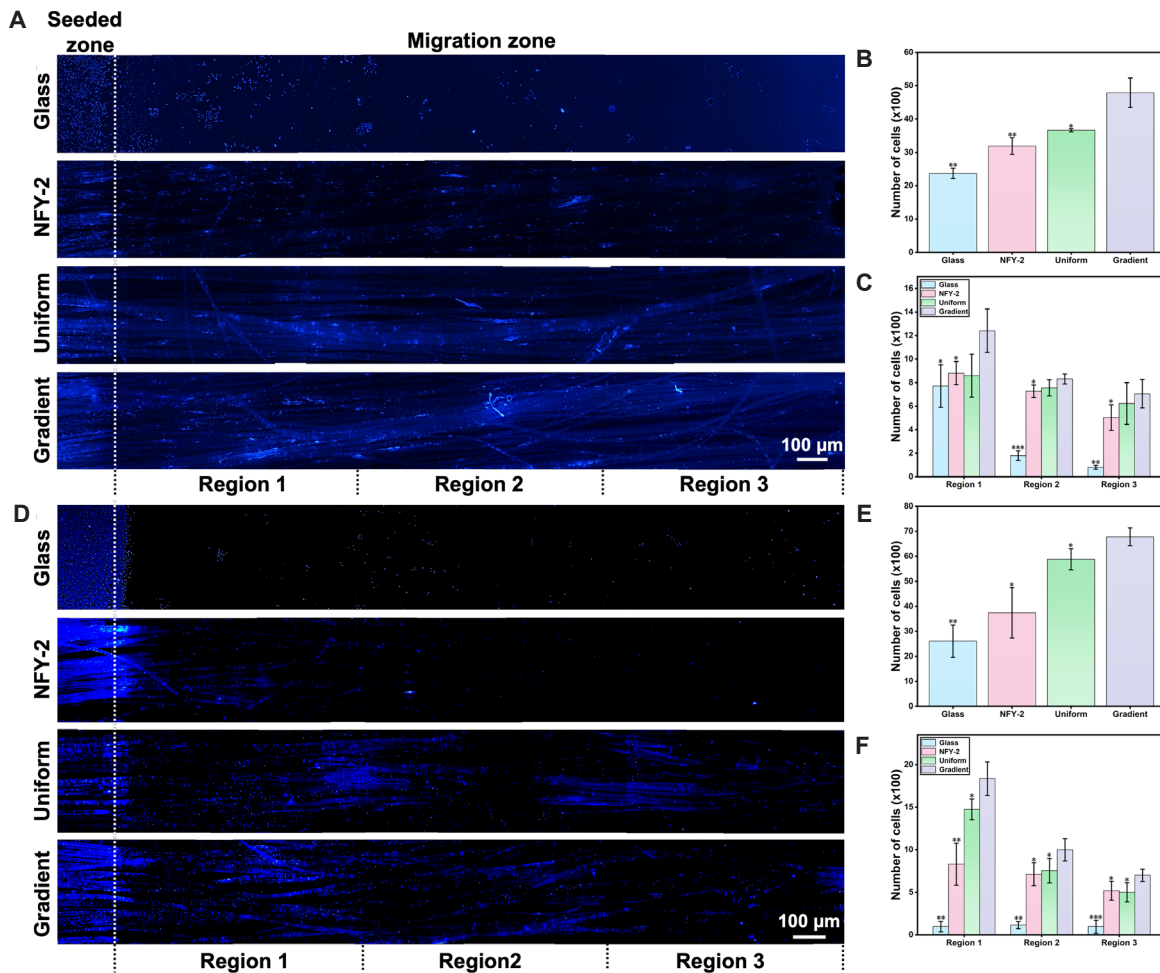 A
Seeded
zone
Migration zone
Glass
NFY-2
Uniform
Gradient
100 µm
Region 1
Region 2
Region 3
B
Number of cells (x100)
60
50
40
30
20
10
0
**
**
*
Glass
NFY-2
Uniform
Gradient
C
Number of cells (x100)
16
14
12
10
8
6
4
2
0
Glass
NFY-2
Uniform
Gradient
*
*
***
*
**
*
Region 1
Region 2
Region 3
D
Glass
NFY-2
Uniform
Gradient
100 µm
Region 1
Region2
Region 3
E
Number of cells (x100)
80
70
60
50
40
30
20
10
0
**
*
*
Glass
NFY-2
Uniform
Gradient
F
Number of cells (x100)
20
15
10
5
0
Glass
NFY-2
Uniform
Gradient
**
**
*
**
*
*
***
*
*
Region 1
Region 2
Region 3